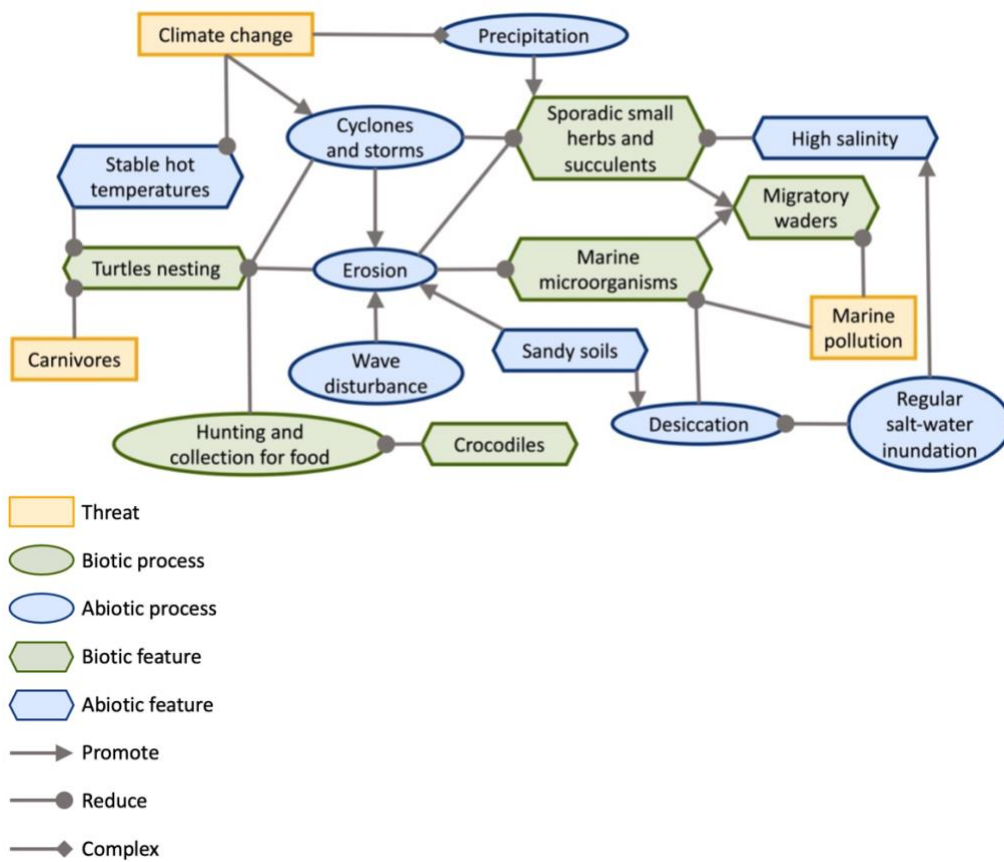 Climate change
Precipitation
Cyclones
and storms
Sporadic small
herbs and
succulents
High salinity
Stable hot
temperatures
Migratory
waders
Turtles nesting
Erosion
Marine
microorganisms
Carnivores
Wave
disturbance
Sandy soils
Marine
pollution
Hunting and
collection for food
Crocodiles
Desiccation
Regular
salt-water
inundation
Threat
Biotic process
Abiotic process
Biotic feature
Abiotic feature
Promote
Reduce
Complex